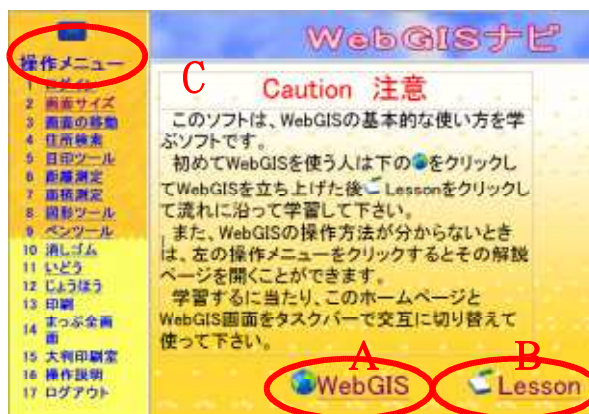 WebGISナビ
操作メニュー
1 ログイン
2 画面サイズ
3 画面の移動
4 住所検索
5 目印ツール
6 距離測定
7 面積測定
8 図形ツール
9 ペンツール
10 消しゴム
11 いどう
12 じょうほう
13 印刷
14 まっぷ全画面
15 大判印刷室
16 操作説明
17 ログアウト
C
Caution 注意
このソフトは、WebGISの基本的な使い方を学
ぶソフトです。
初めてWebGISを使う人は下のをクリックし
てWebGISを立ち上げた後 Lessonをクリックし
て流れに沿って学習して下さい。
また、WebGISの操作方法が分からないとき
は、左の操作メニューをクリックするとその解説
ページを開くことができます。
学習するに当たり、このホームページと
WebGIS画面をタスクバーで交互に切り替えて
使って下さい。
A
WebGIS
B
Lesson